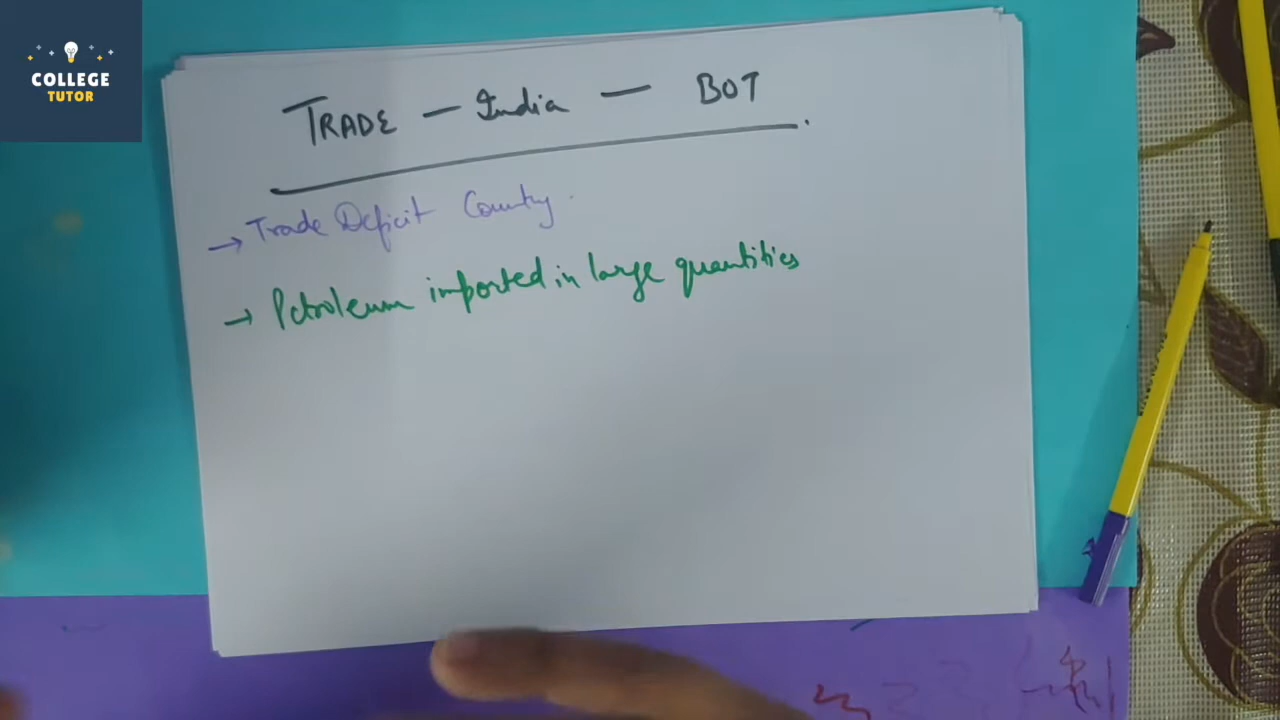 COLLEGE
TUTOR
TRADE — India — BOT
→ Trade Deficit Country.
→ Petroleum imported in large quantities